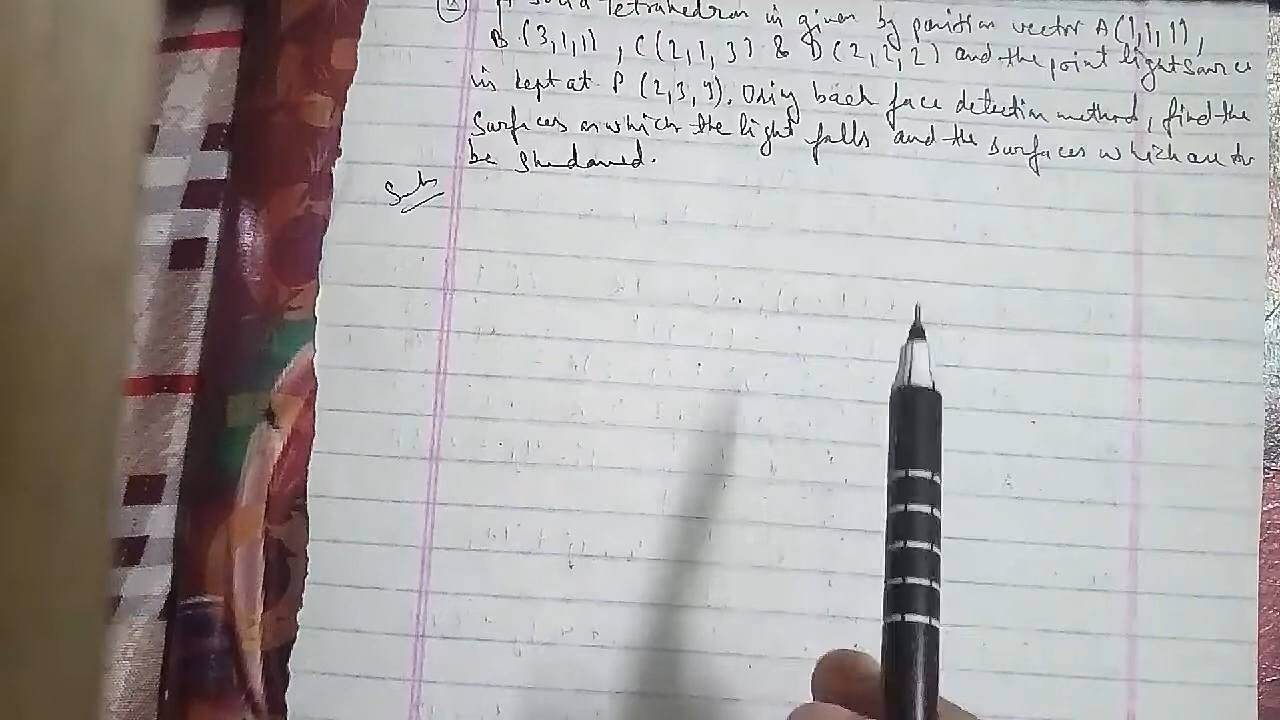 A solid Tetrahedron is given by position vector A(1,1,1),
B (3,1,1), C(2,1,3) & D(2,2,2) and the point light source
is kept at P (2,3,4). Using back face detection method, find the
surfaces on which the light falls and the surfaces which are to
be shadowed.
Soln